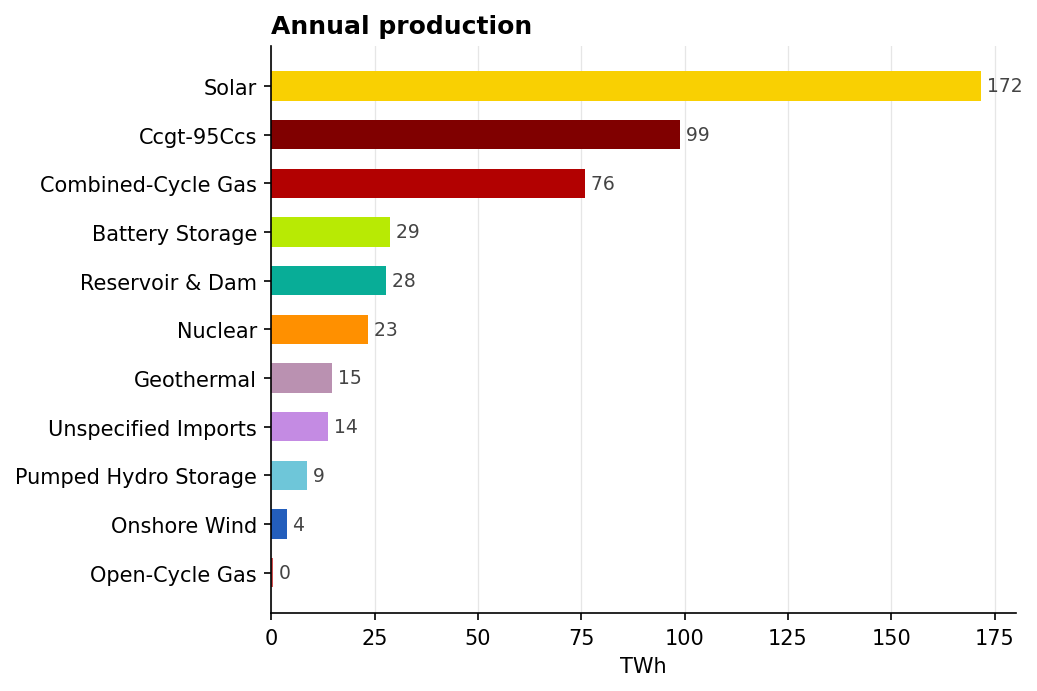 Annual production
Solar 172
Ccgt-95Ccs 99
Combined-Cycle Gas 76
Battery Storage 29
Reservoir & Dam 28
Nuclear 23
Geothermal 15
Unspecified Imports 14
Pumped Hydro Storage 9
Onshore Wind 4
Open-Cycle Gas 0
0 25 50 75 100 125 150 175
TWh